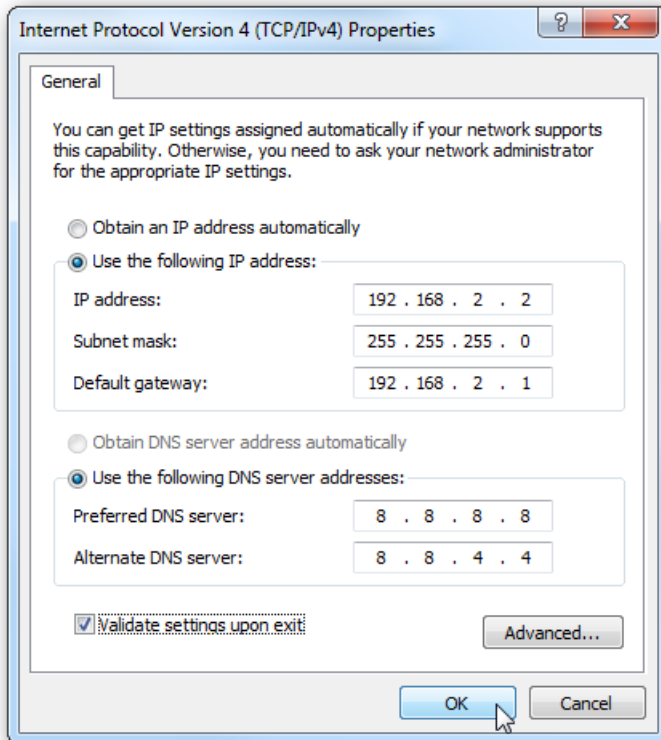 Internet Protocol Version 4 (TCP/IPv4) Properties
General
You can get IP settings assigned automatically if your network supports
this capability. Otherwise, you need to ask your network administrator
for the appropriate IP settings.
Obtain an IP address automatically
Use the following IP address:
IP address: 192 . 168 . 2 . 2
Subnet mask: 255 . 255 . 255 . 0
Default gateway: 192 . 168 . 2 . 1
Obtain DNS server address automatically
Use the following DNS server addresses:
Preferred DNS server: 8 . 8 . 8 . 8
Alternate DNS server: 8 . 8 . 4 . 4
Validate settings upon exit
Advanced...
OK Cancel